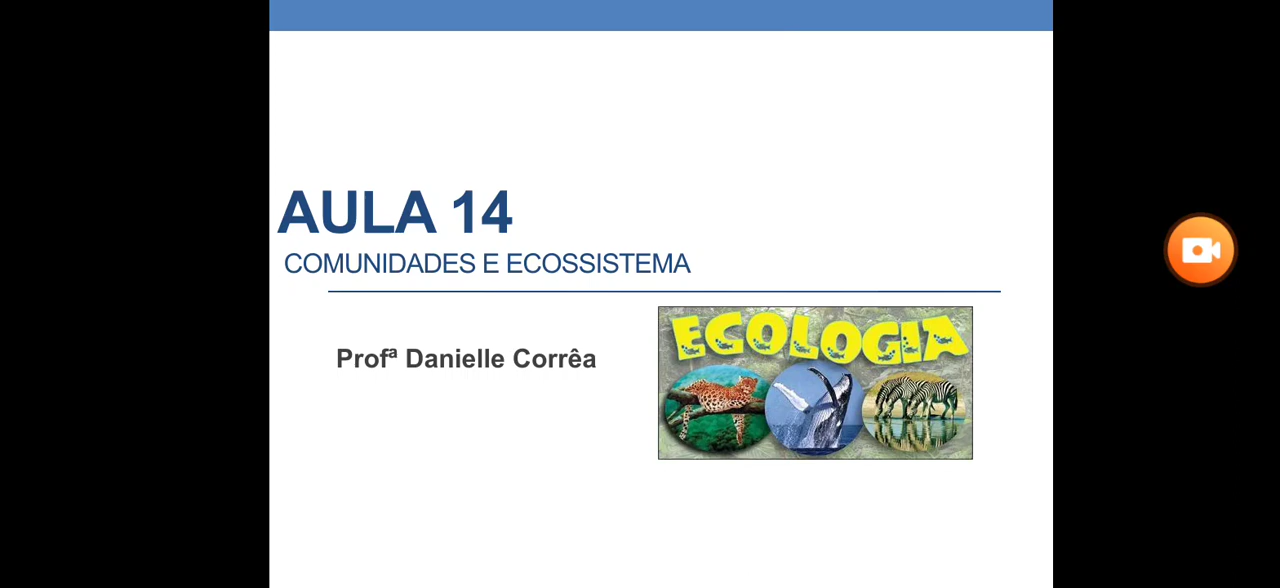 AULA 14
COMUNIDADES E ECOSSISTEMA
Profª Danielle Corrêa
ECOLOGIA